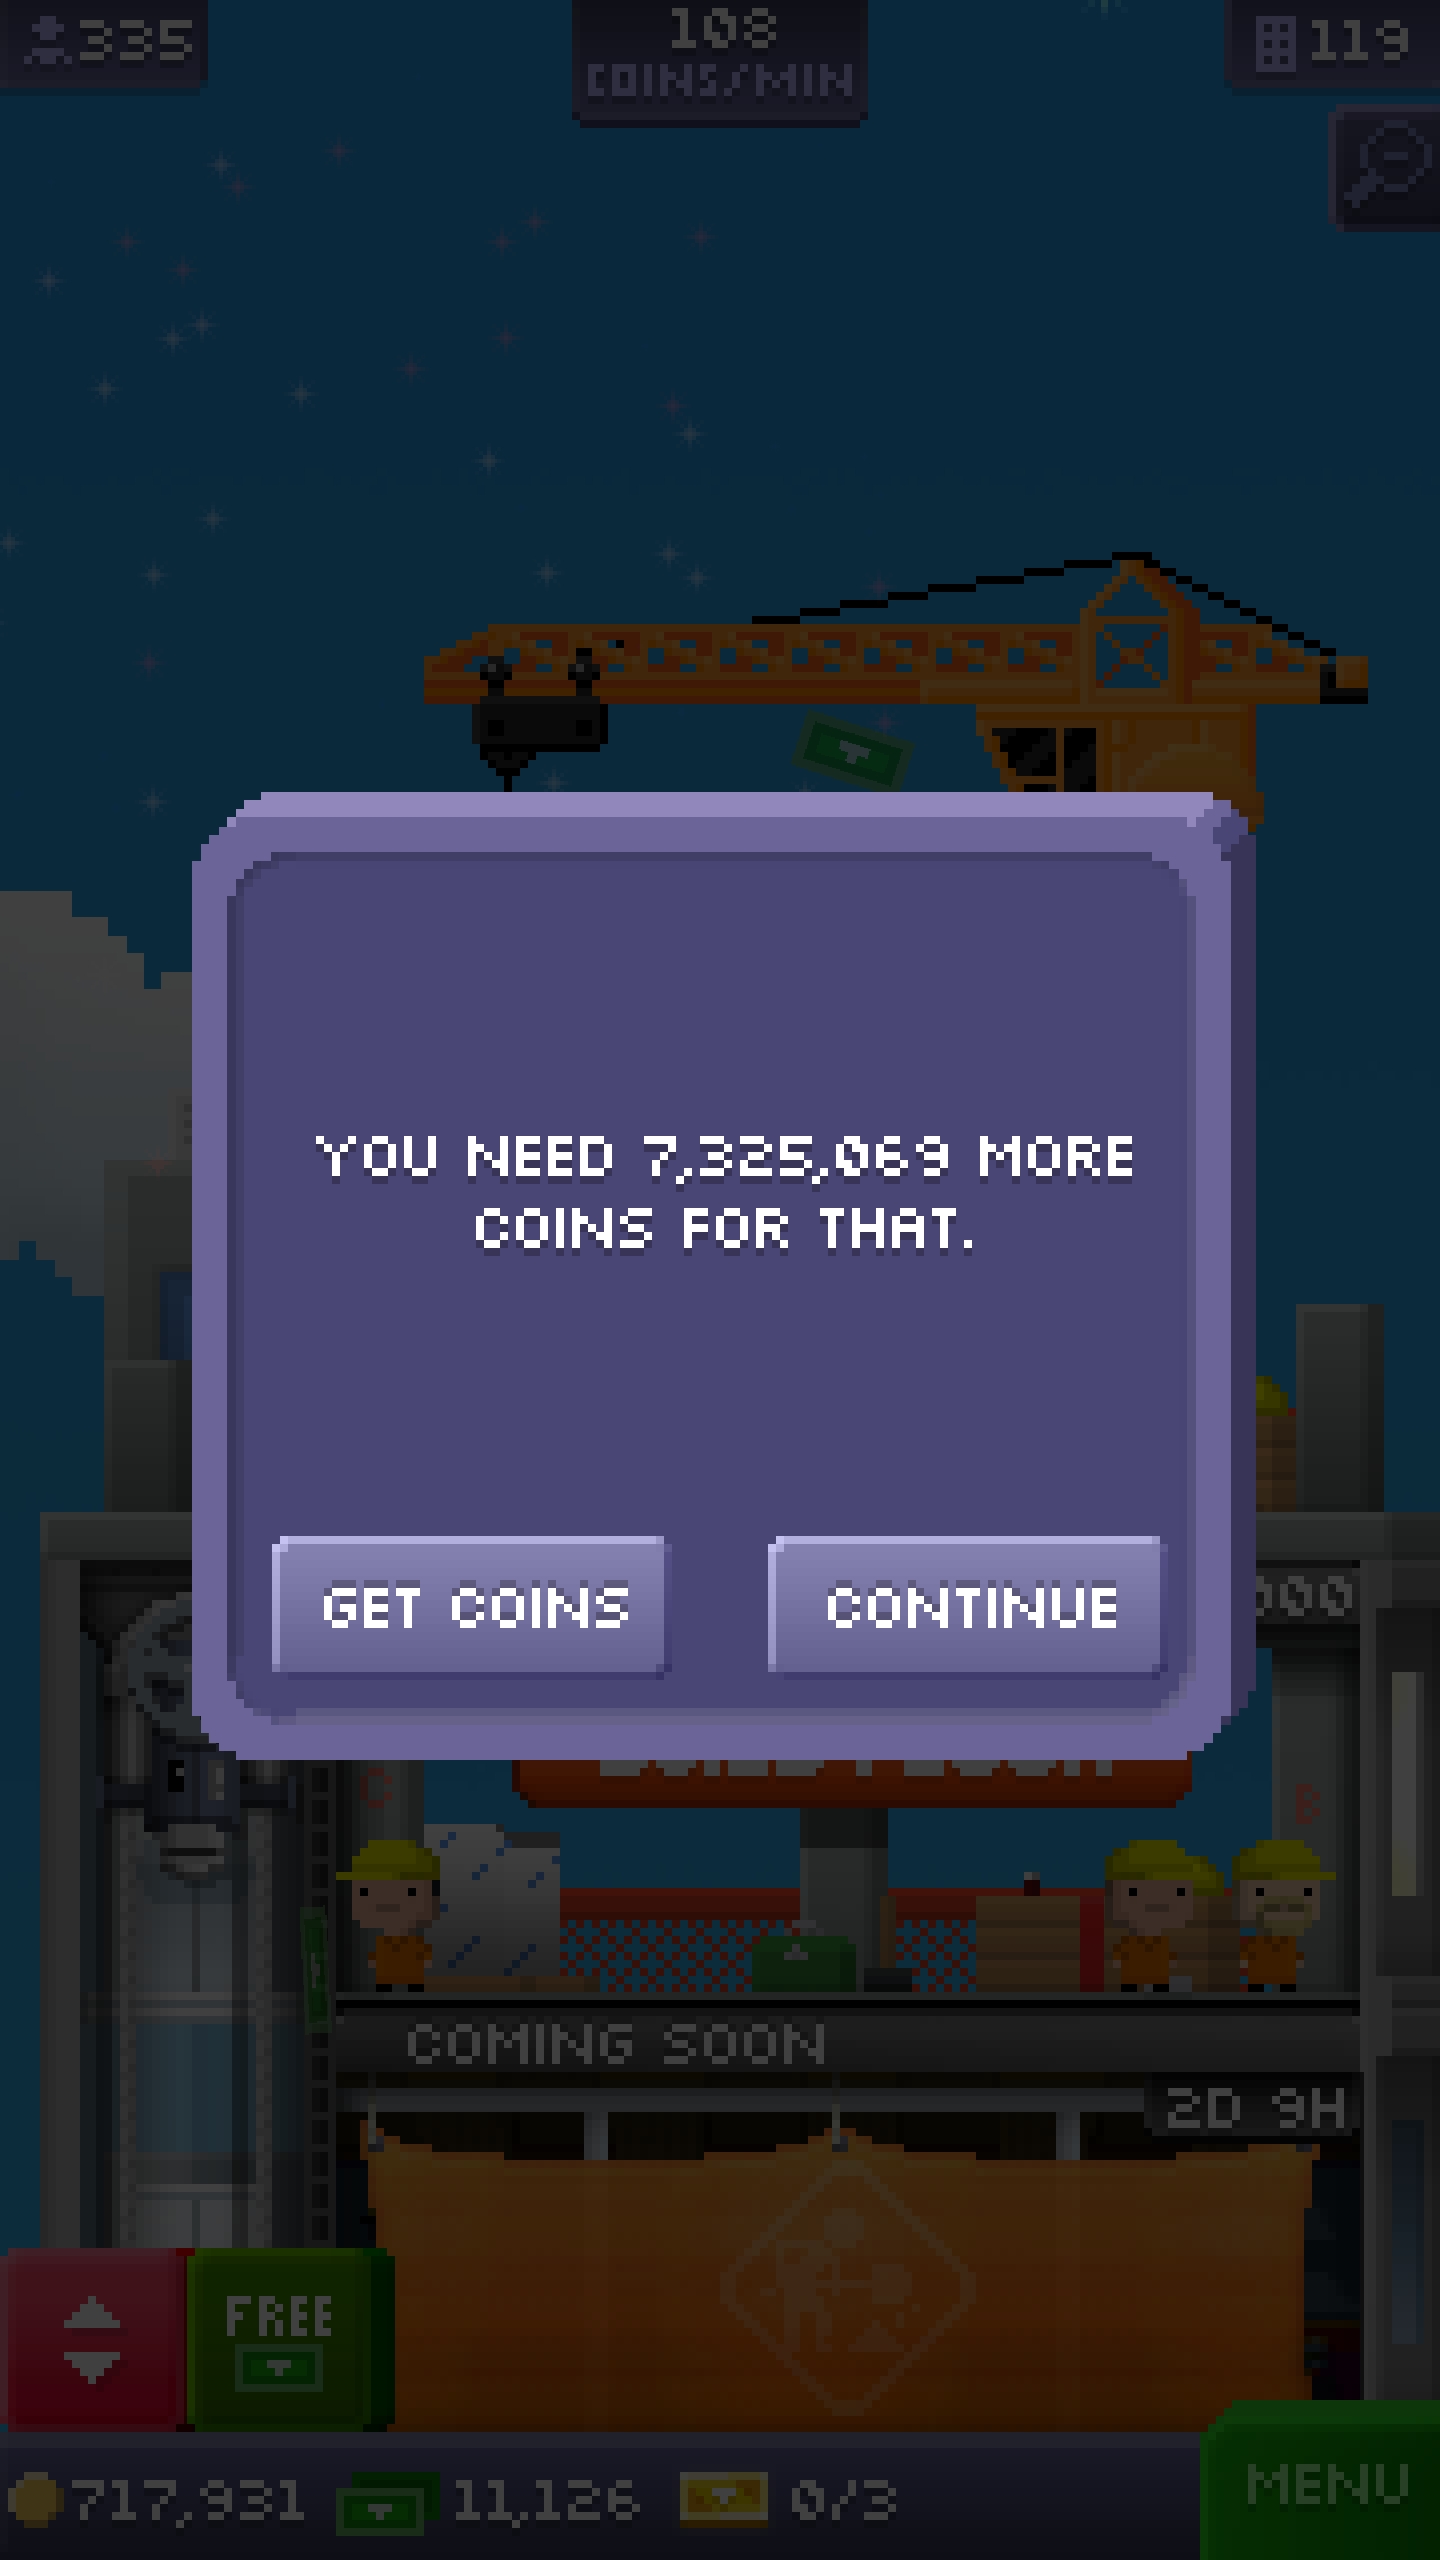 335
108
COINS/MIN
119
YOU NEED 7,325,069 MORE
COINS FOR THAT.
GET COINS
CONTINUE
000
C
B
COMING SOON
2D 9H
FREE
717,931
11,126
0/3
MENU